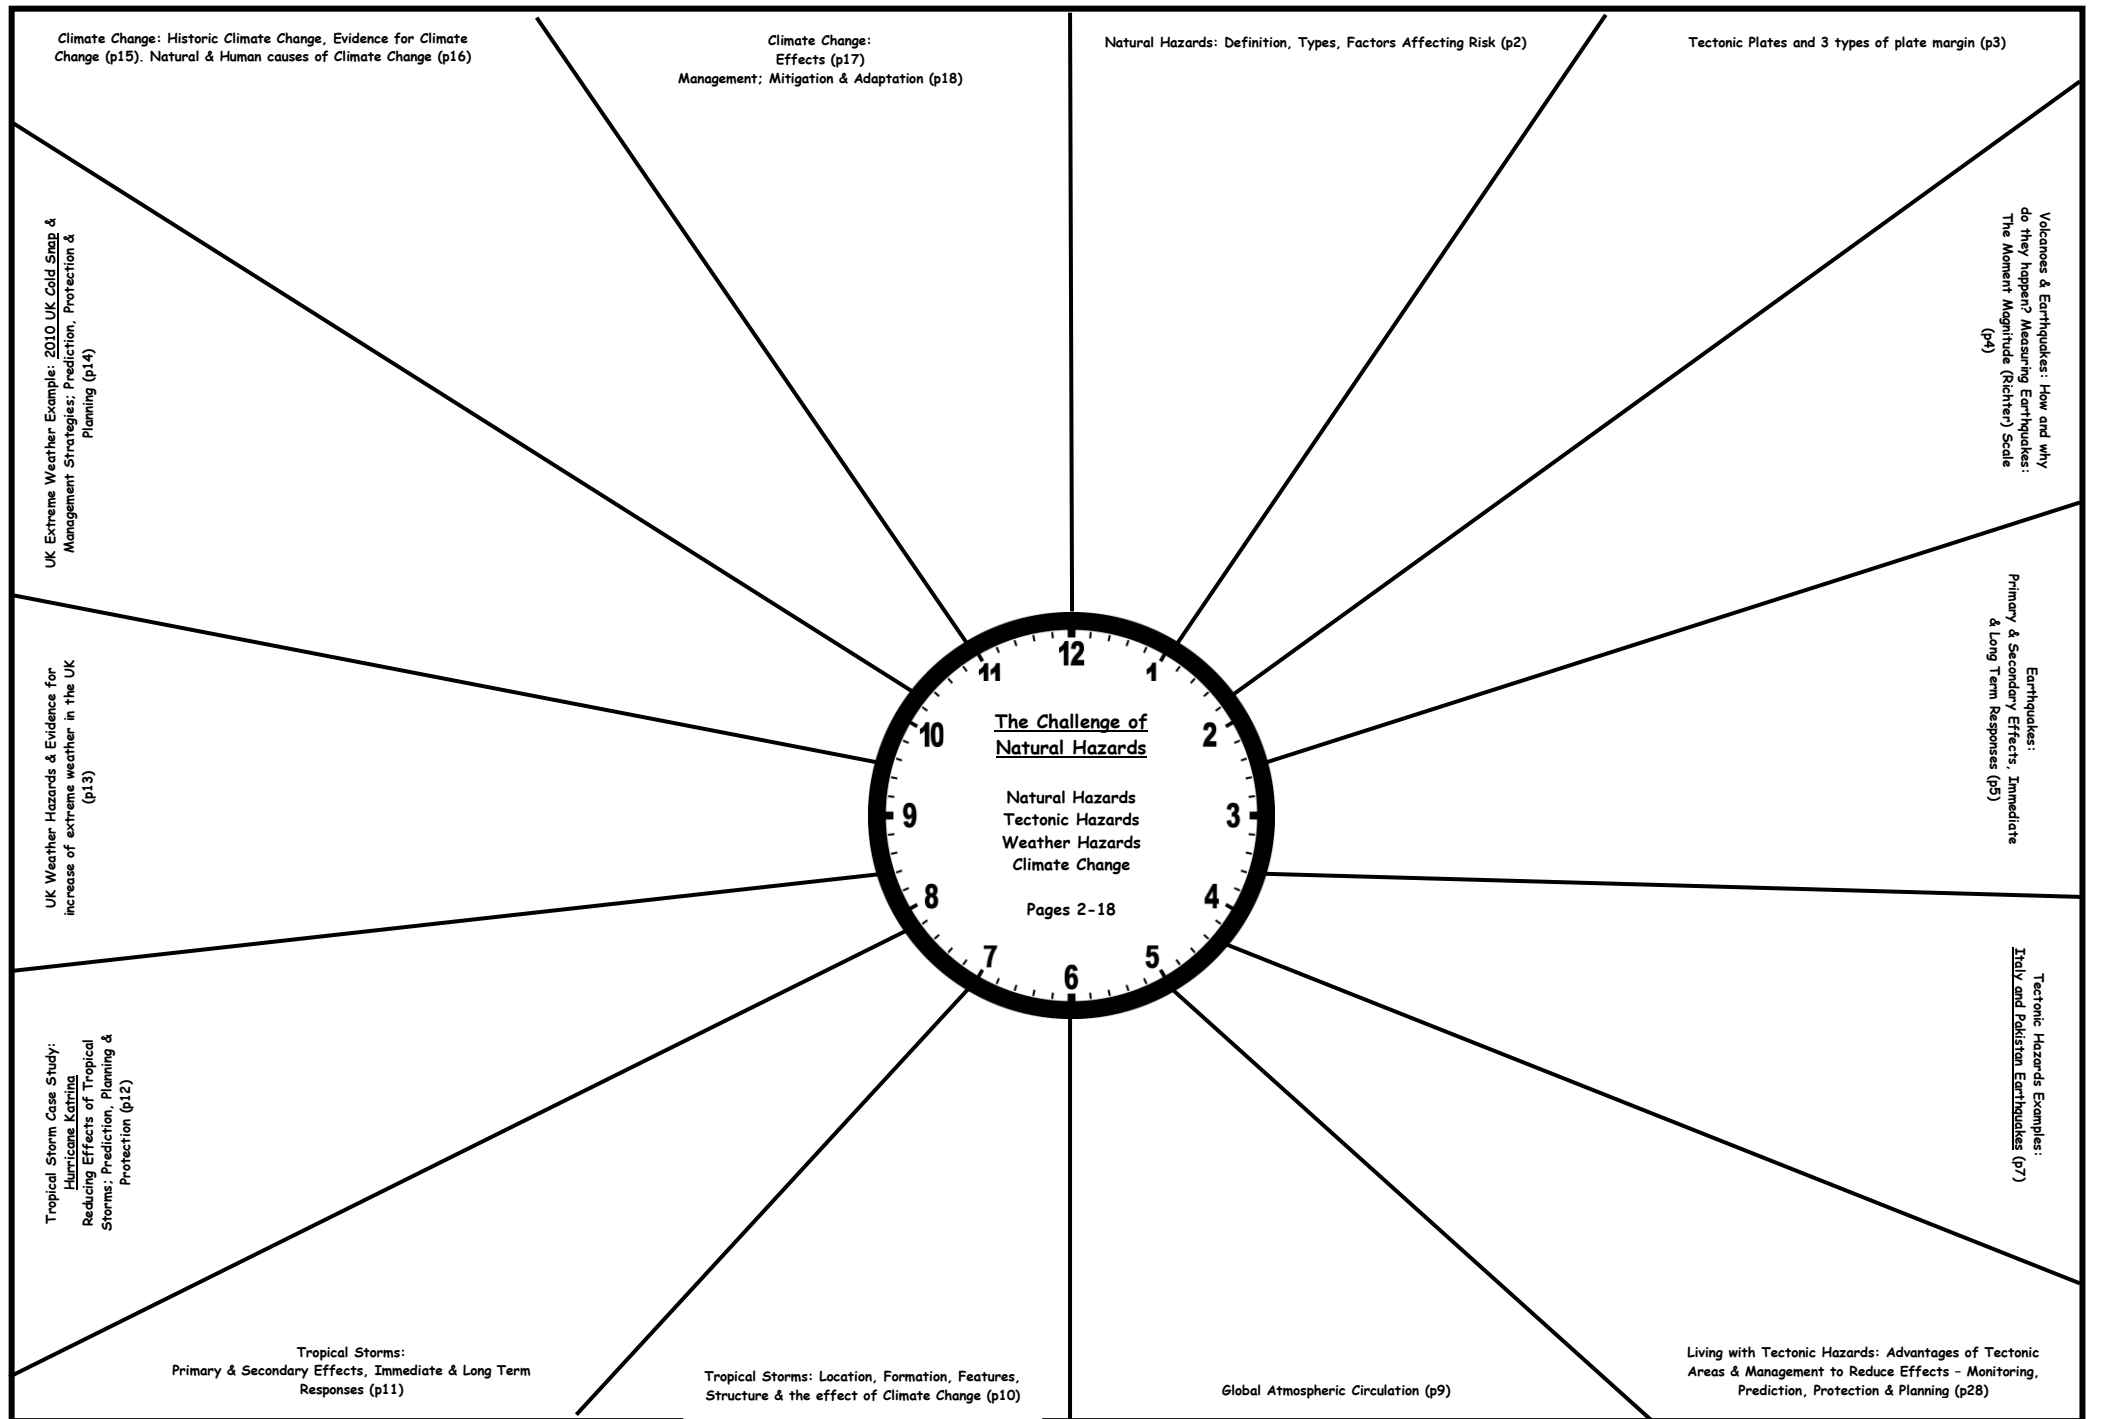 Climate Change: Historic Climate Change, Evidence for Climate
Change (p15). Natural & Human causes of Climate Change (p16)
Climate Change:
Effects (p17)
Management; Mitigation & Adaptation (p18)
Natural Hazards: Definition, Types, Factors Affecting Risk (p2)
Tectonic Plates and 3 types of plate margin (p3)
Volcanoes & Earthquakes: How and why
do they happen? Measuring Earthquakes:
The Moment Magnitude (Richter) Scale
(p4)
Earthquakes:
Primary & Secondary Effects, Immediate
& Long Term Responses (p5)
Tectonic Hazards Examples:
Italy and Pakistan Earthquakes (p7)
Living with Tectonic Hazards: Advantages of Tectonic
Areas & Management to Reduce Effects – Monitoring,
Prediction, Protection & Planning (p28)
Global Atmospheric Circulation (p9)
Tropical Storms: Location, Formation, Features,
Structure & the effect of Climate Change (p10)
Tropical Storms:
Primary & Secondary Effects, Immediate & Long Term
Responses (p11)
Tropical Storm Case Study:
Hurricane Katrina
Reducing Effects of Tropical
Storms; Prediction, Planning &
Protection (p12)
UK Weather Hazards & Evidence for
increase of extreme weather in the UK
(p13)
UK Extreme Weather Example: 2010 UK Cold Snap &
Management Strategies; Prediction, Protection &
Planning (p14)
12
1
2
3
4
5
6
7
8
9
10
11
The Challenge of
Natural Hazards
Natural Hazards
Tectonic Hazards
Weather Hazards
Climate Change
Pages 2-18